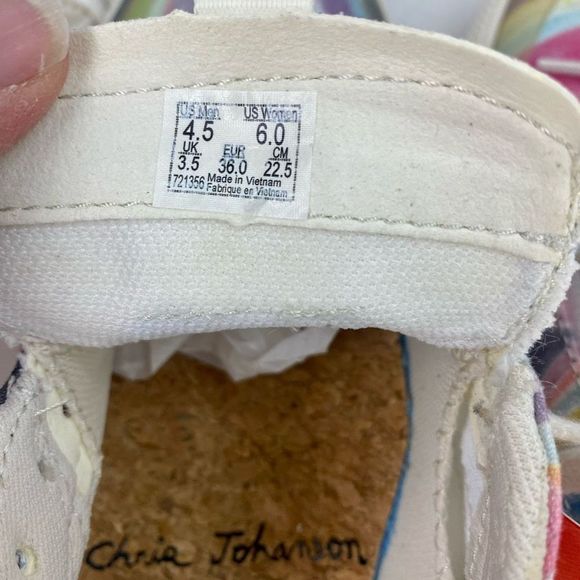 US Men US Women
4.5 6.0
UK EUR CM
3.5 36.0 22.5
721356 Made in Vietnam
Fabrique en Vietnam
Chris Johanson